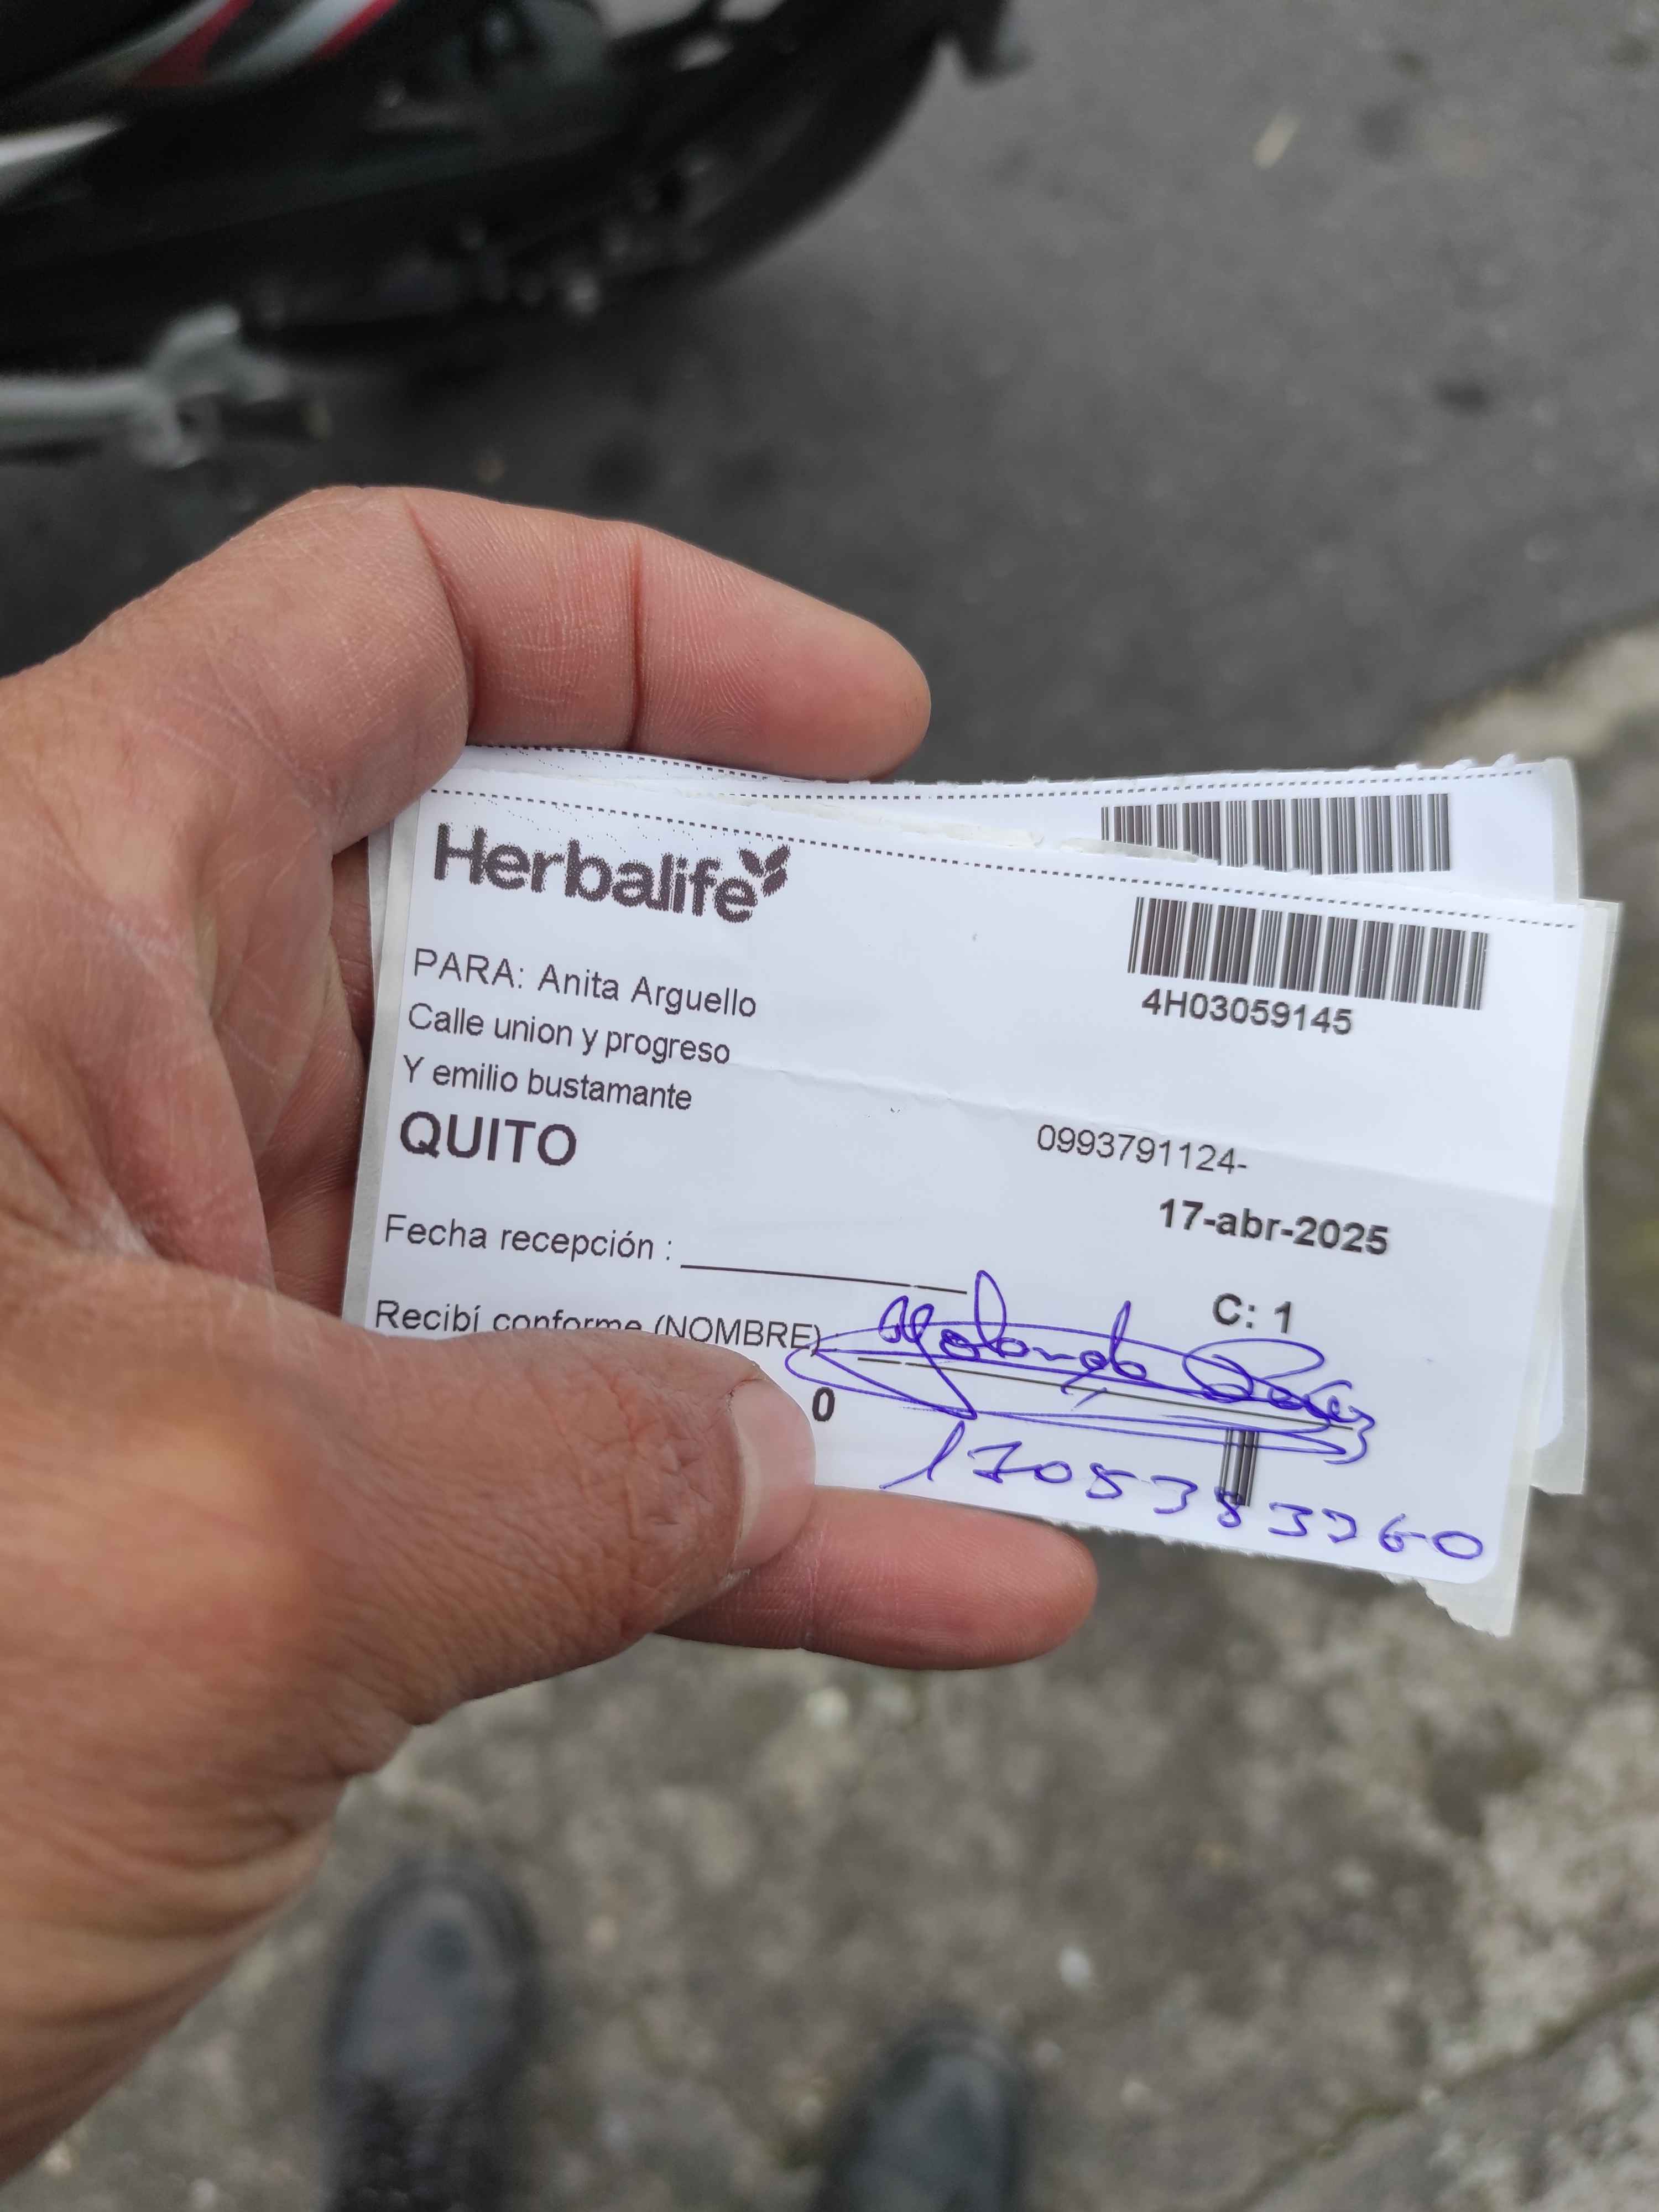 Herbalife
4H03059145
PARA: Anita Arguello
Calle union y progreso
Y emilio bustamante
QUITO
0993791124-
17-abr-2025
Fecha recepción :
C: 1
Recibí conforme (NOMBRE)
0